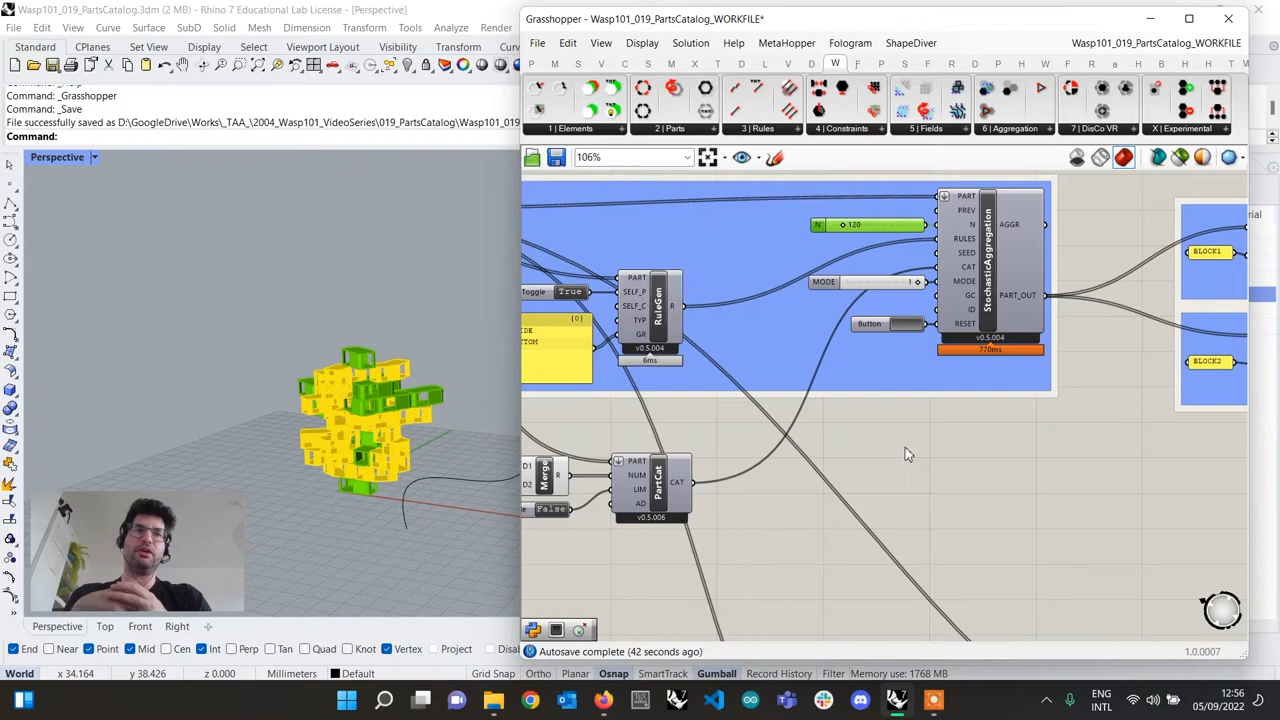 Wasp101_019_PartsCatalog.3dm (2 MB) - Rhino 7 Educational Lab License - [Perspective]
File Edit View Curve Surface SubD Solid Mesh Dimension Transform Tools Analyze Render
Standard CPlanes Set View Display Select Viewport Layout Visibility Transform
Command: _Grasshopper
Command: _Save
File successfully saved as D:\GoogleDrive\Works\_TAA_\2004_Wasp101_VideoSeries\019_PartsCatalog\Wasp101_019
Command:
Perspective
Grasshopper - Wasp101_019_PartsCatalog_WORKFILE*
File Edit View Display Solution Help MetaHopper Fologram ShapeDiver
Wasp101_019_PartsCatalog_WORKFILE
1 | Elements
2 | Parts
3 | Rules
4 | Constraints
5 | Fields
6 | Aggregation
7 | DisCo VR
X | Experimental
106%
PART
PREV
N
RULES
SEED
CAT
MODE
GC
ID
RESET
StochasticAggregation
AGGR
PART_OUT
v0.5.004
770ms
N 120
MODE 1
Button
Toggle True
PART
SELF_P
SELF_C
TYP
GR
RuleGen
R
v0.5.004
6ms
{0}
IDE
TTOM
D1
D2
Merge
R
False
PART
NUM
LIM
AD
PartCat
CAT
v0.5.006
BLOCK1
BLOCK2
ial
Autosave complete (42 seconds ago)
1.0.0007
Perspective Top Front Right
End Near Point Mid Cen Int Perp Tan Quad Knot Vertex Project
World x 34.164 y 38.426 z 0.000 Millimeters Default Grid Snap Ortho Planar Osnap SmartTrack Gumball Record History Filter Memory use: 1768 MB
ENG
INTL
12:56
05/09/2022